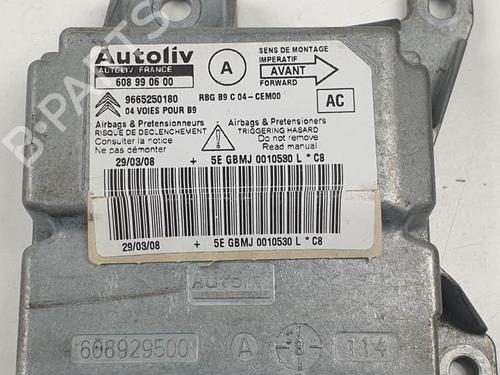 Autoliv
AUTOLIV FRANCE
608 99 06 00
9665250180
04 VOIES POUR B9
A
SENS DE MONTAGE
IMPERATIF
AVANT
FORWARD
RBG B9 C 04-CEM00
AC
Airbags & Pretensionneurs
RISQUE DE DECLENCHEMENT
Consulter la notice
Ne pas démonter
Airbags & Pretensioners
TRIGGERING HASARD
Do not remove
Read manual
29/03/08 + 5E GBMJ 0010530 L * C8
29/03/08 + 5E GBMJ 0010530 L * C8
Autoliv
608929500 A 8 114
B-PARTS